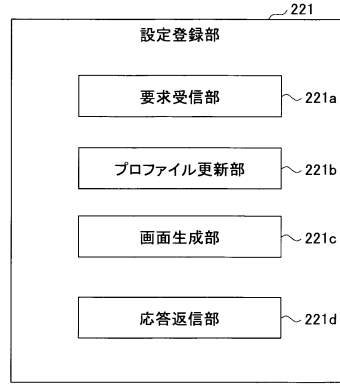 221
設定登録部
要求受信部 221a
プロファイル更新部 221b
画面生成部 221c
応答返信部 221d